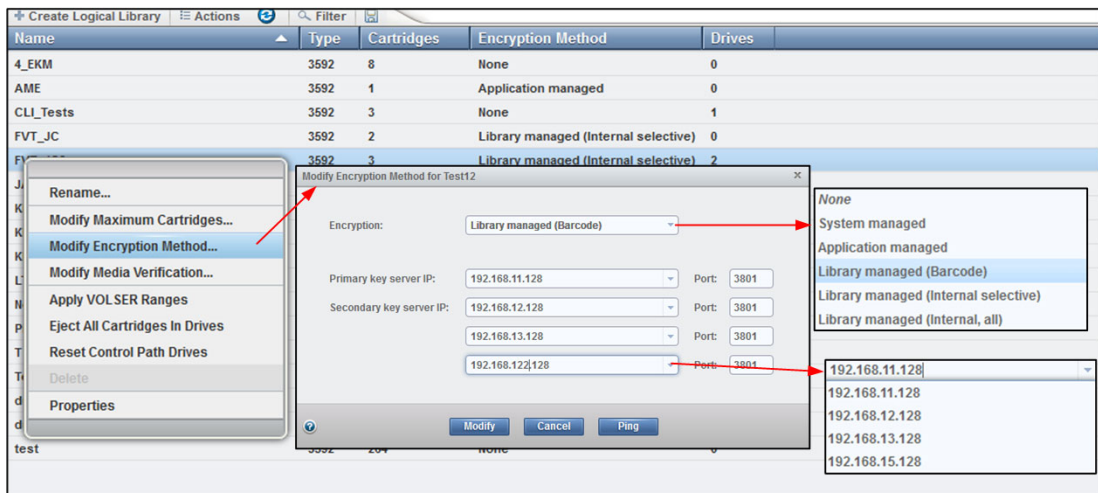 Create Logical Library Actions Filter
Name Type Cartridges Encryption Method Drives
4_EKM 3592 8 None 0
AME 3592 1 Application managed 0
CLI_Tests 3592 3 None 1
FVT_JC 3592 2 Library managed (Internal selective) 0
3592 3 Library managed (Internal selective) 2
Rename...
Modify Maximum Cartridges...
Modify Encryption Method...
Modify Media Verification...
Apply VOLSER Ranges
Eject All Cartridges In Drives
Reset Control Path Drives
Delete
Properties
Modify Encryption Method for Test12 x
Encryption: Library managed (Barcode)
Primary key server IP: 192.168.11.128 Port: 3801
Secondary key server IP: 192.168.12.128 Port: 3801
192.168.13.128 Port: 3801
192.168.122.128 Port: 3801
Modify Cancel Ping
None
System managed
Application managed
Library managed (Barcode)
Library managed (Internal selective)
Library managed (Internal, all)
192.168.11.128
192.168.11.128
192.168.12.128
192.168.13.128
192.168.15.128
test 3592 204 None 0